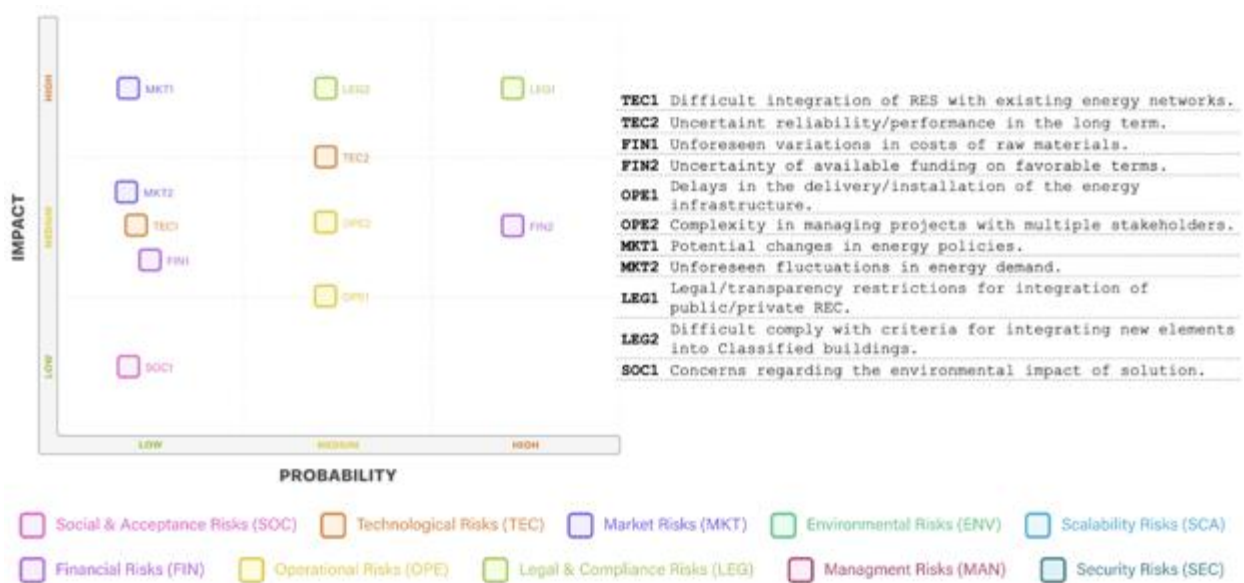 HIGH
MKT1
LEG2
LEG1
TEC2
MKT2
IMPACT
MEDIUM
TEC1
OPE2
FIN2
FIN1
OPE1
LOW
SOC1
LOW
MEDIUM
HIGH
PROBABILITY
TEC1 Difficult integration of RES with existing energy networks.
TEC2 Uncertaint reliability/performance in the long term.
FIN1 Unforeseen variations in costs of raw materials.
FIN2 Uncertainty of available funding on favorable terms.
OPE1 Delays in the delivery/installation of the energy
infrastructure.
OPE2 Complexity in managing projects with multiple stakeholders.
MKT1 Potential changes in energy policies.
MKT2 Unforeseen fluctuations in energy demand.
LEG1 Legal/transparency restrictions for integration of
public/private REC.
LEG2 Difficult comply with criteria for integrating new elements
into Classified buildings.
SOC1 Concerns regarding the environmental impact of solution.
Social & Acceptance Risks (SOC)
Technological Risks (TEC)
Market Risks (MKT)
Environmental Risks (ENV)
Scalability Risks (SCA)
Financial Risks (FIN)
Operational Risks (OPE)
Legal & Compliance Risks (LEG)
Managment Risks (MAN)
Security Risks (SEC)